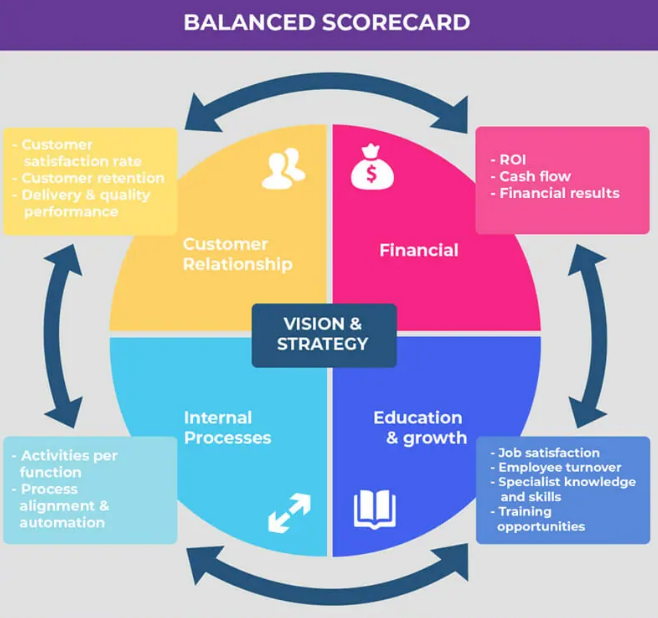 BALANCED SCORECARD
- Customer
satisfaction rate
- Customer retention
- Delivery & quality
performance
Customer
Relationship
$
Financial
- ROI
- Cash flow
- Financial results
VISION &
STRATEGY
Internal
Processes
- Activities per
function
- Process
alignment &
automation
Education
& growth
- Job satisfaction
- Employee turnover
- Specialist knowledge
and skills
- Training
opportunities